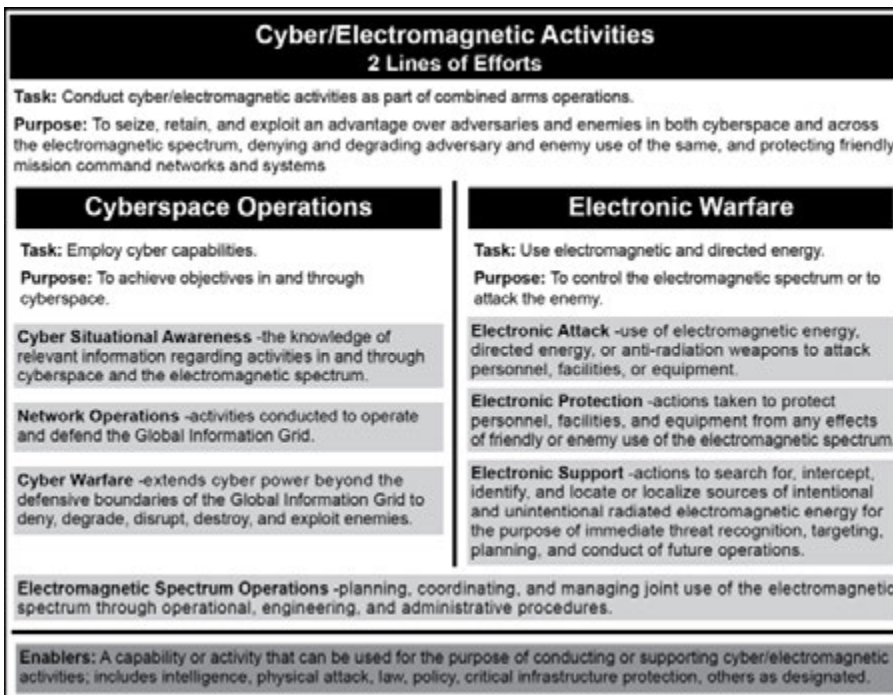 Cyber/Electromagnetic Activities
2 Lines of Efforts
Task: Conduct cyber/electromagnetic activities as part of combined arms operations.
Purpose: To seize, retain, and exploit an advantage over adversaries and enemies in both cyberspace and across
the electromagnetic spectrum, denying and degrading adversary and enemy use of the same, and protecting friendly
mission command networks and systems
Cyberspace Operations
Task: Employ cyber capabilities.
Purpose: To achieve objectives in and through
cyberspace.
Cyber Situational Awareness -the knowledge of
relevant information regarding activities in and through
cyberspace and the electromagnetic spectrum.
Network Operations -activities conducted to operate
and defend the Global Information Grid.
Cyber Warfare -extends cyber power beyond the
defensive boundaries of the Global Information Grid to
deny, degrade, disrupt, destroy, and exploit enemies.
Electronic Warfare
Task: Use electromagnetic and directed energy.
Purpose: To control the electromagnetic spectrum or to
attack the enemy.
Electronic Attack -use of electromagnetic energy,
directed energy, or anti-radiation weapons to attack
personnel, facilities, or equipment.
Electronic Protection -actions taken to protect
personnel, facilities, and equipment from any effects
of friendly or enemy use of the electromagnetic spectrum.
Electronic Support -actions to search for, intercept,
identify, and locate or localize sources of intentional
and unintentional radiated electromagnetic energy for
the purpose of immediate threat recognition, targeting,
planning, and conduct of future operations.
Electromagnetic Spectrum Operations -planning, coordinating, and managing joint use of the electromagnetic
spectrum through operational, engineering, and administrative procedures.
Enablers: A capability or activity that can be used for the purpose of conducting or supporting cyber/electromagnetic
activities; includes intelligence, physical attack, law, policy, critical infrastructure protection, others as designated.